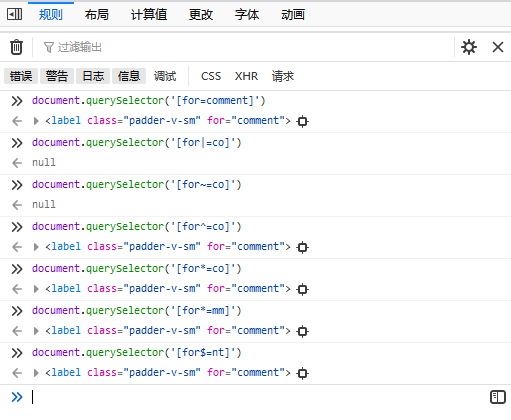 规则 布局 计算值 更改 字体 动画
过滤输出
错误 警告 日志 信息 调试 CSS XHR 请求
document.querySelector('[for=comment]')
<label class="padder-v-sm" for="comment">
document.querySelector('[for|=co]')
null
document.querySelector('[for~=co]')
null
document.querySelector('[for^=co]')
<label class="padder-v-sm" for="comment">
document.querySelector('[for*=co]')
<label class="padder-v-sm" for="comment">
document.querySelector('[for*=mm]')
<label class="padder-v-sm" for="comment">
document.querySelector('[for$=nt]')
<label class="padder-v-sm" for="comment">